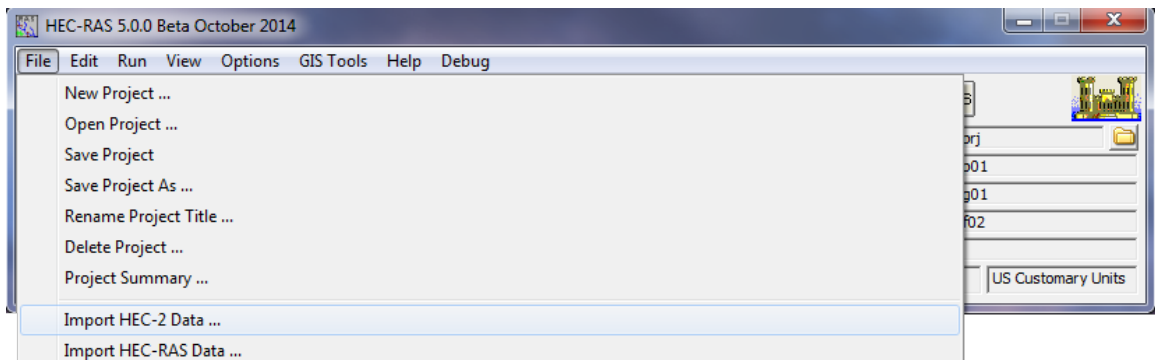 HEC-RAS 5.0.0 Beta October 2014
File Edit Run View Options GIS Tools Help Debug
New Project ...
Open Project ...
Save Project
Save Project As ...
Rename Project Title ...
Delete Project ...
Project Summary ...
US Customary Units
Import HEC-2 Data ...
Import HEC-RAS Data ...